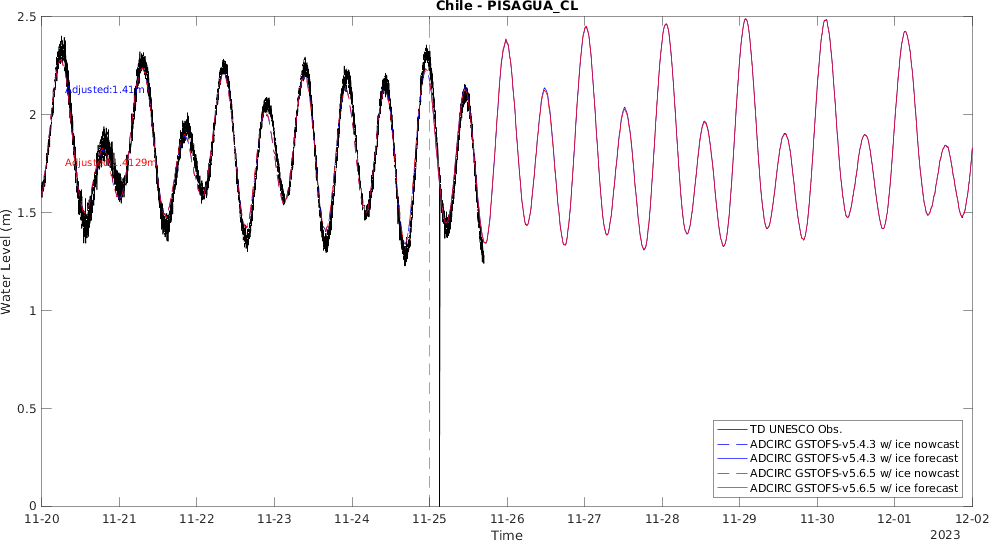 Chile - PISAGUA_CL
2.5
2
1.5
1
0.5
0
Water Level (m)
Adjusted:1.41m
TD UNESCO Obs.
ADCIRC GSTOFS-v5.4.3 w/ ice nowcast
ADCIRC GSTOFS-v5.4.3 w/ ice forecast
ADCIRC GSTOFS-v5.6.5 w/ ice nowcast
ADCIRC GSTOFS-v5.6.5 w/ ice forecast
11-20 11-21 11-22 11-23 11-24 11-25 11-26 11-27 11-28 11-29 11-30 12-01 12-02
Time
2023